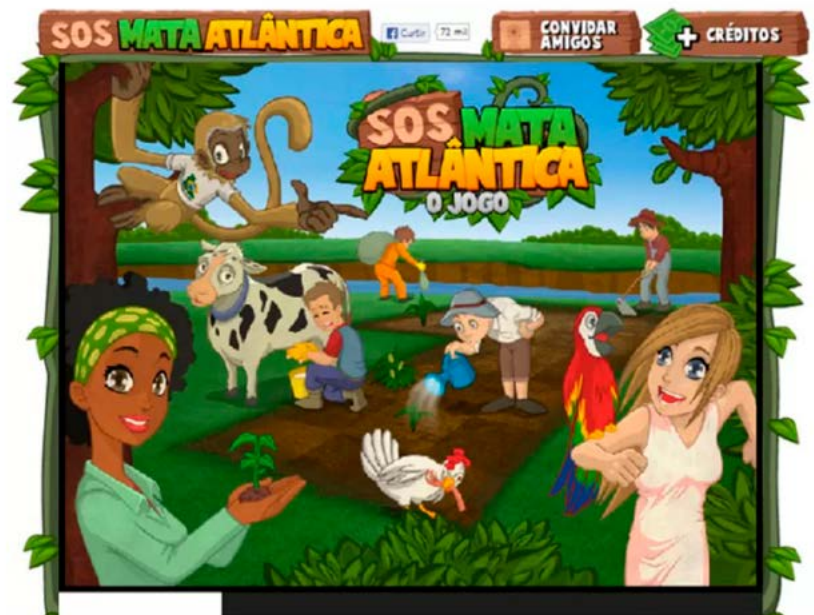 SOS MATA ATLÂNTICA
Curtir
72 mil
CONVIDAR
AMIGOS
+ CRÉDITOS
SOS MATA
ATLÂNTICA
O JOGO